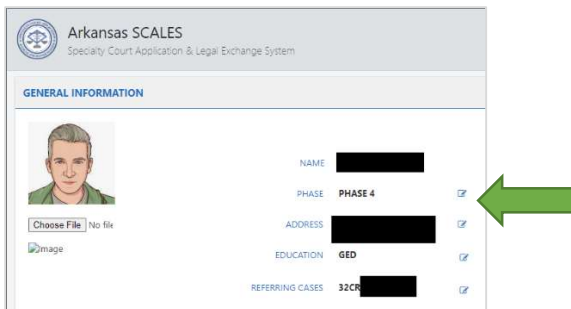 Arkansas SCALES
Specialty Court Application & Legal Exchange System
GENERAL INFORMATION
NAME
PHASE PHASE 4
Choose File No file
ADDRESS
image
EDUCATION GED
REFERRING CASES 32CR